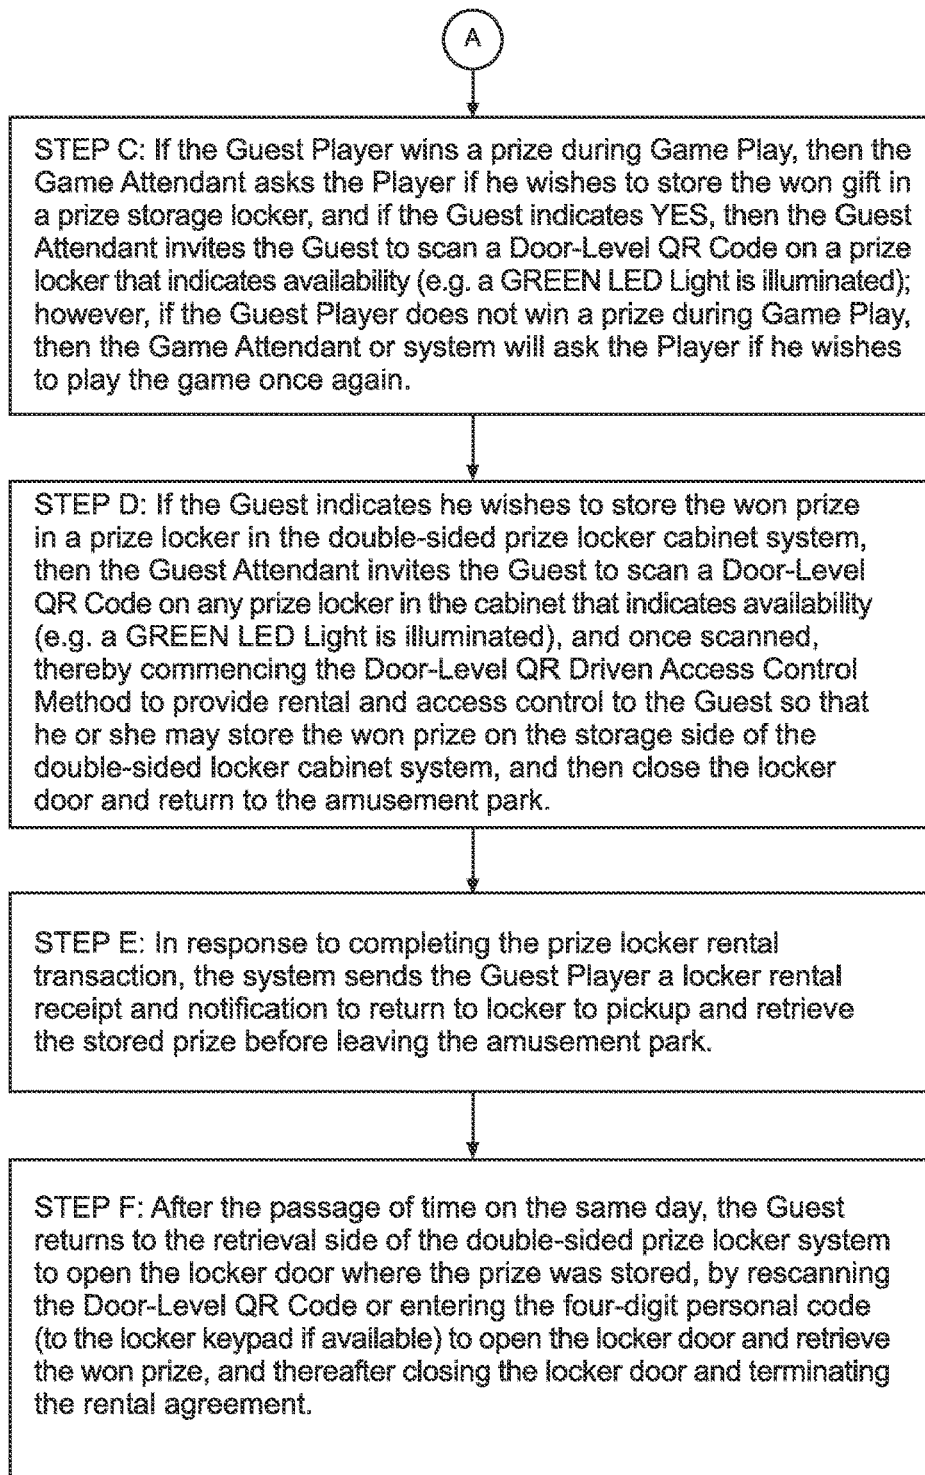 A
STEP C: If the Guest Player wins a prize during Game Play, then the
Game Attendant asks the Player if he wishes to store the won gift in
a prize storage locker, and if the Guest indicates YES, then the Guest
Attendant invites the Guest to scan a Door-Level QR Code on a prize
locker that indicates availability (e.g. a GREEN LED Light is illuminated);
however, if the Guest Player does not win a prize during Game Play,
then the Game Attendant or system will ask the Player if he wishes
to play the game once again.
STEP D: If the Guest indicates he wishes to store the won prize
in a prize locker in the double-sided prize locker cabinet system,
then the Guest Attendant invites the Guest to scan a Door-Level
QR Code on any prize locker in the cabinet that indicates availability
(e.g. a GREEN LED Light is illuminated), and once scanned,
thereby commencing the Door-Level QR Driven Access Control
Method to provide rental and access control to the Guest so that
he or she may store the won prize on the storage side of the
double-sided locker cabinet system, and then close the locker
door and return to the amusement park.
STEP E: In response to completing the prize locker rental
transaction, the system sends the Guest Player a locker rental
receipt and notification to return to locker to pickup and retrieve
the stored prize before leaving the amusement park.
STEP F: After the passage of time on the same day, the Guest
returns to the retrieval side of the double-sided prize locker system
to open the locker door where the prize was stored, by rescanning
the Door-Level QR Code or entering the four-digit personal code
(to the locker keypad if available) to open the locker door and retrieve
the won prize, and thereafter closing the locker door and terminating
the rental agreement.